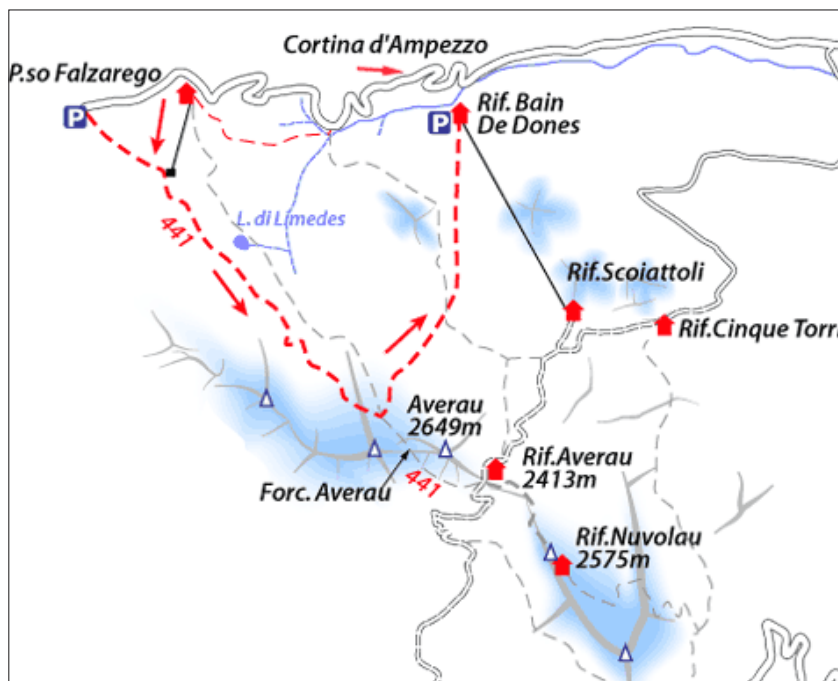 Cortina d'Ampezzo
P.so Falzarego
P
Rif. Bain
De Dones
P
441
L. di Limedes
Rif.Scoiattoli
Rif.Cinque Torri
Averau
2649m
Forc. Averau
441
Rif.Averau
2413m
Rif.Nuvolau
2575m